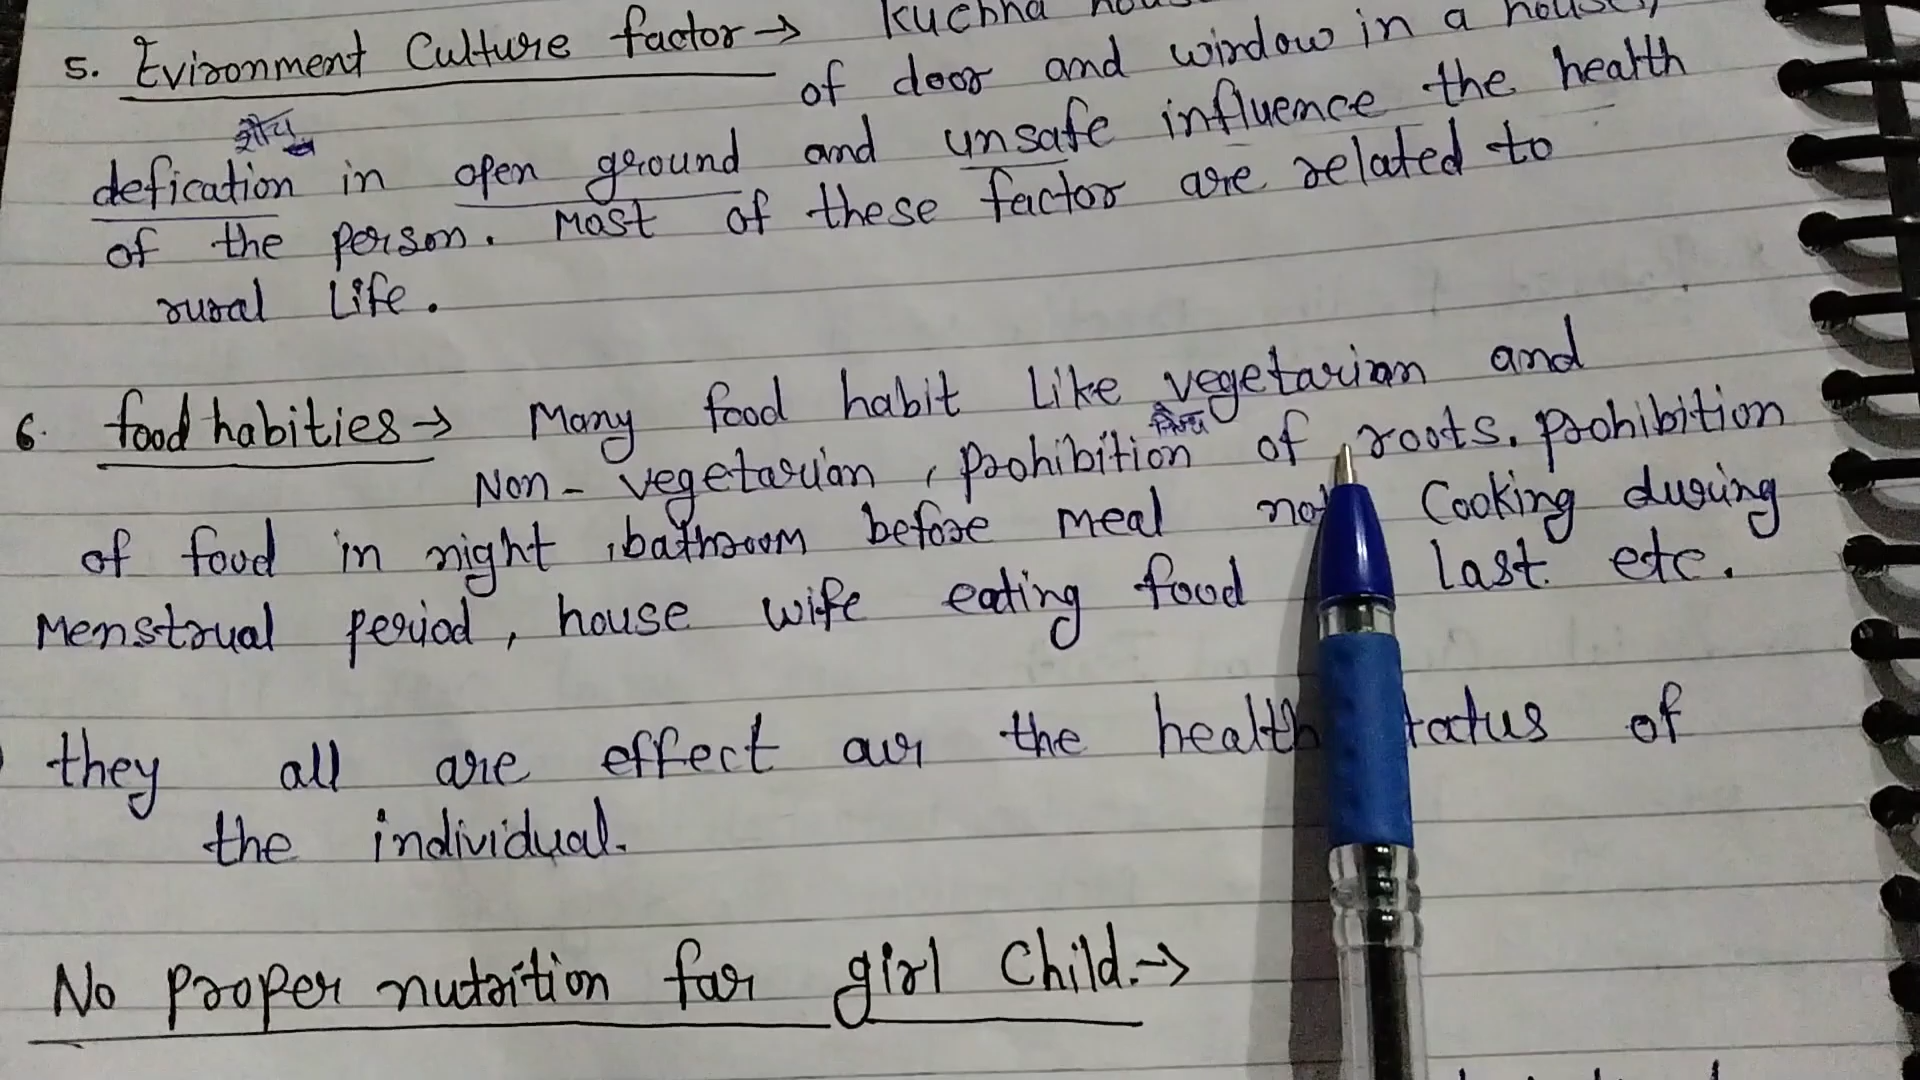 5. Evironment Culture factor → Kuchha
of door and window in a house,
शौच
defication in open ground and unsafe influence the health
of the person. Most of these factor are related to
rural Life.
6. food habities → Many food habit like vegetarian and
Non - vegetarian, prohibition of roots. prohibition
of food in night, bathroom before meal not Cooking during
Menstrual period, house wife eating food last. etc.
they all are effect our the health status of
the individual.
No proper nutrition for girl Child. →